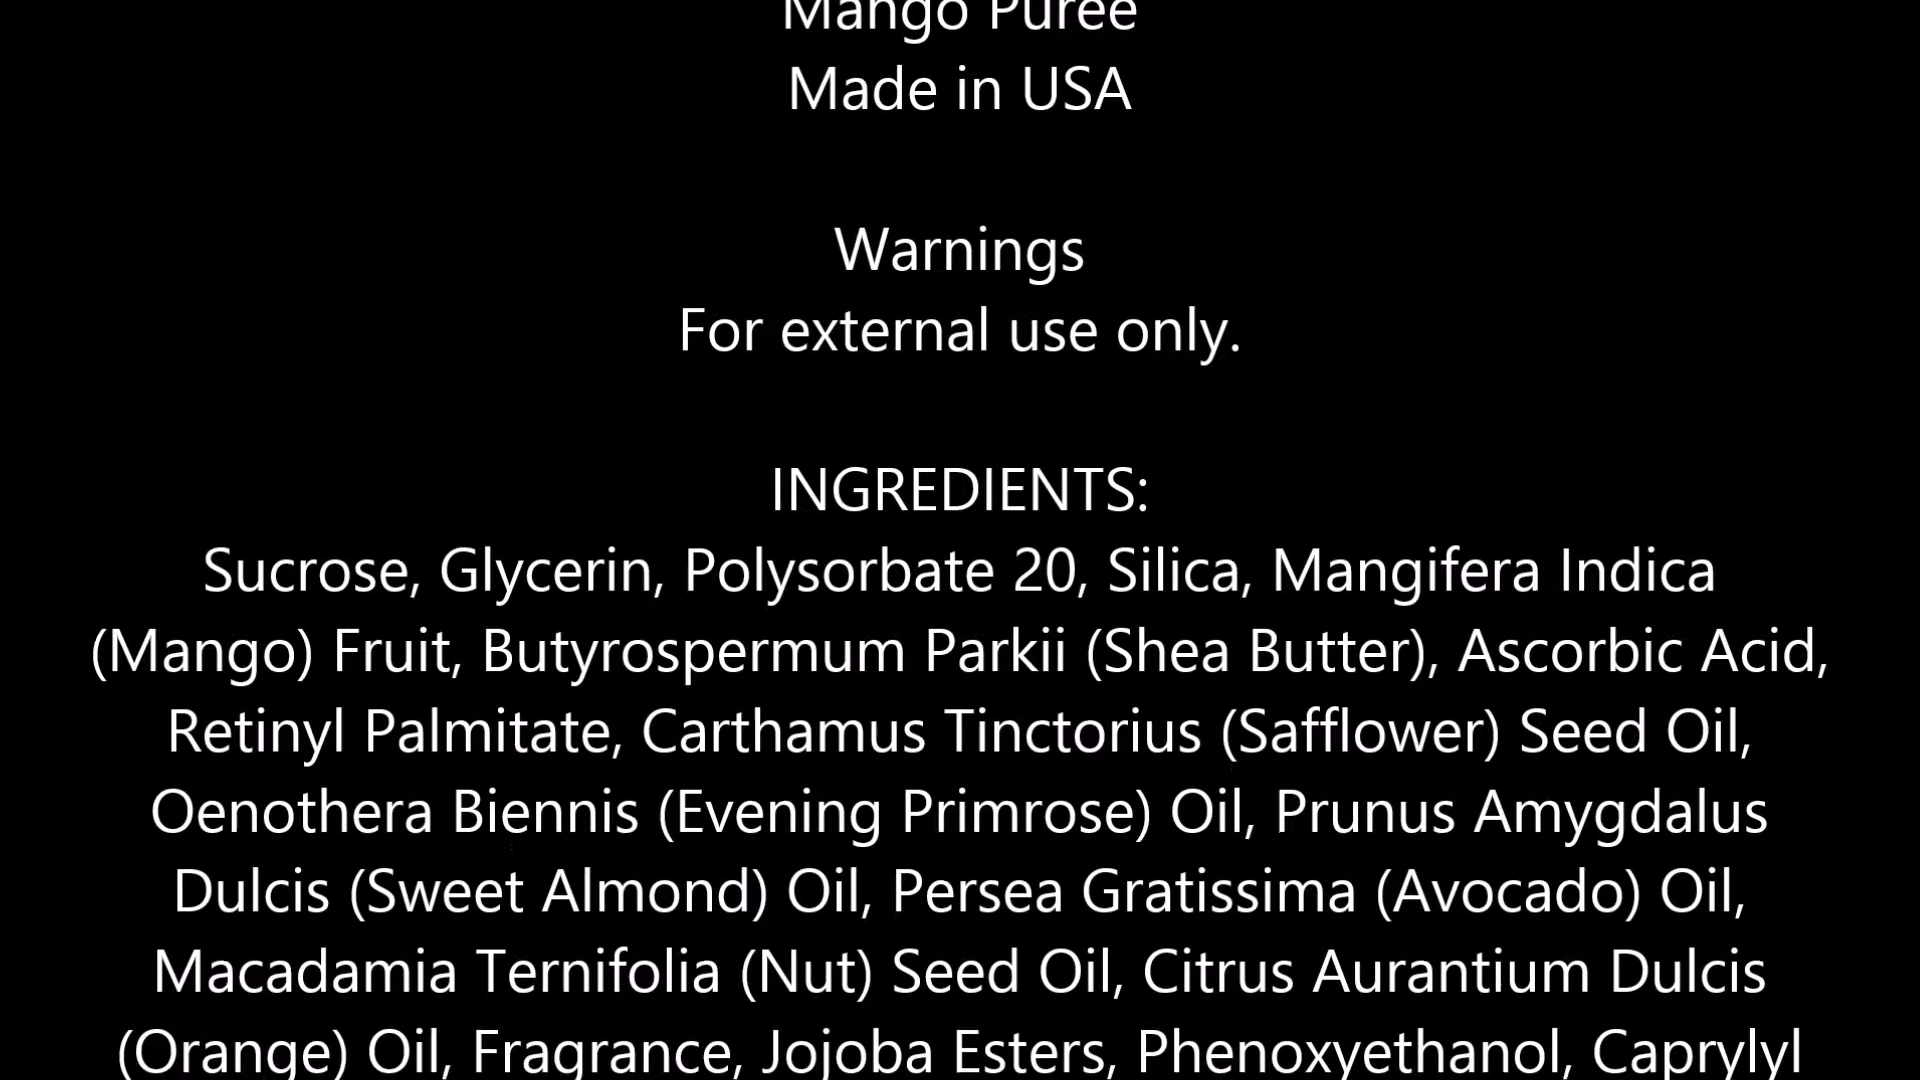 Mango Puree
Made in USA
Warnings
For external use only.
INGREDIENTS:
Sucrose, Glycerin, Polysorbate 20, Silica, Mangifera Indica
(Mango) Fruit, Butyrospermum Parkii (Shea Butter), Ascorbic Acid,
Retinyl Palmitate, Carthamus Tinctorius (Safflower) Seed Oil,
Oenothera Biennis (Evening Primrose) Oil, Prunus Amygdalus
Dulcis (Sweet Almond) Oil, Persea Gratissima (Avocado) Oil,
Macadamia Ternifolia (Nut) Seed Oil, Citrus Aurantium Dulcis
(Orange) Oil, Fragrance, Jojoba Esters, Phenoxyethanol, Caprylyl